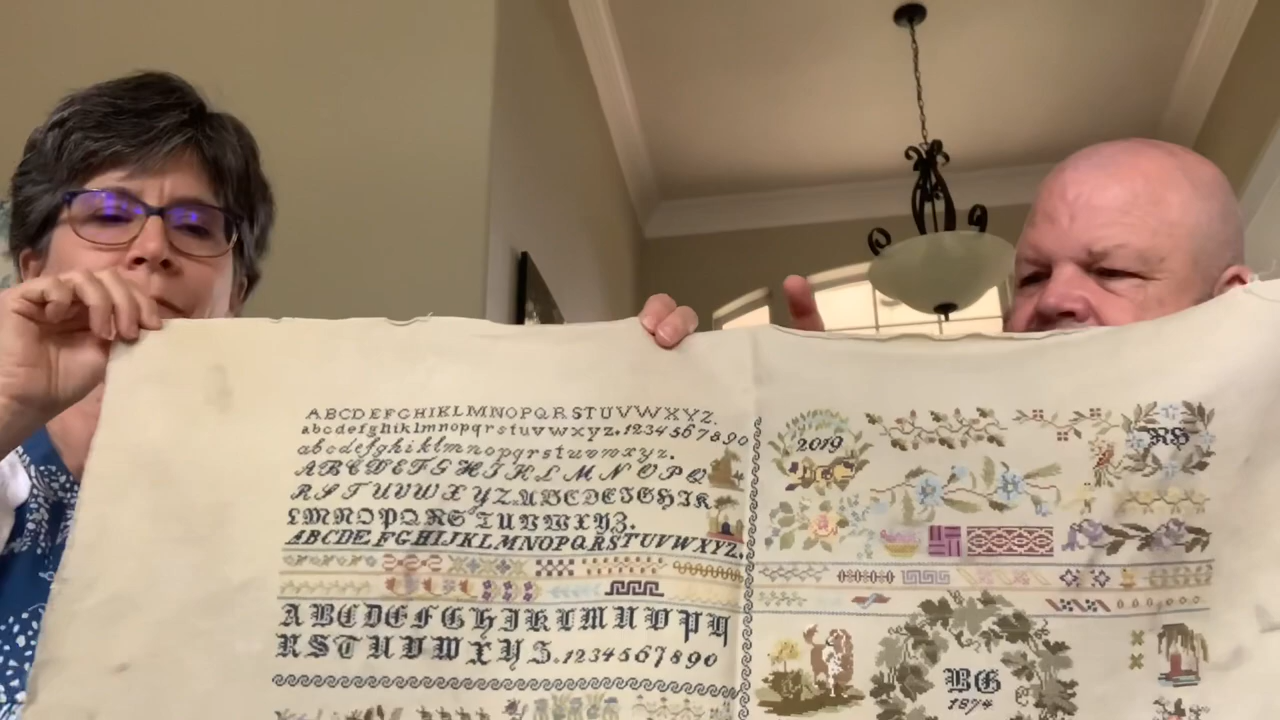 ABCDEFGHIKLMNOPQRSTUVWXYZ.
abcdefghiklmnopqrstuvwxyz.1234567890
abcdefghiklmnopqrstuvwxyz.
ABCDEFGHIKLMNOPQ
RSTUVWXYZ.ABCDEFGHIK
LMNOPQRSTUVWXYZ.
ABCDEFGHIJKLMNOPQRSTUVWXYZ.
ABCDEFGHIKLMNOPQ
RSTUVWXYZ.1234567890
2019
RS
BG
1874